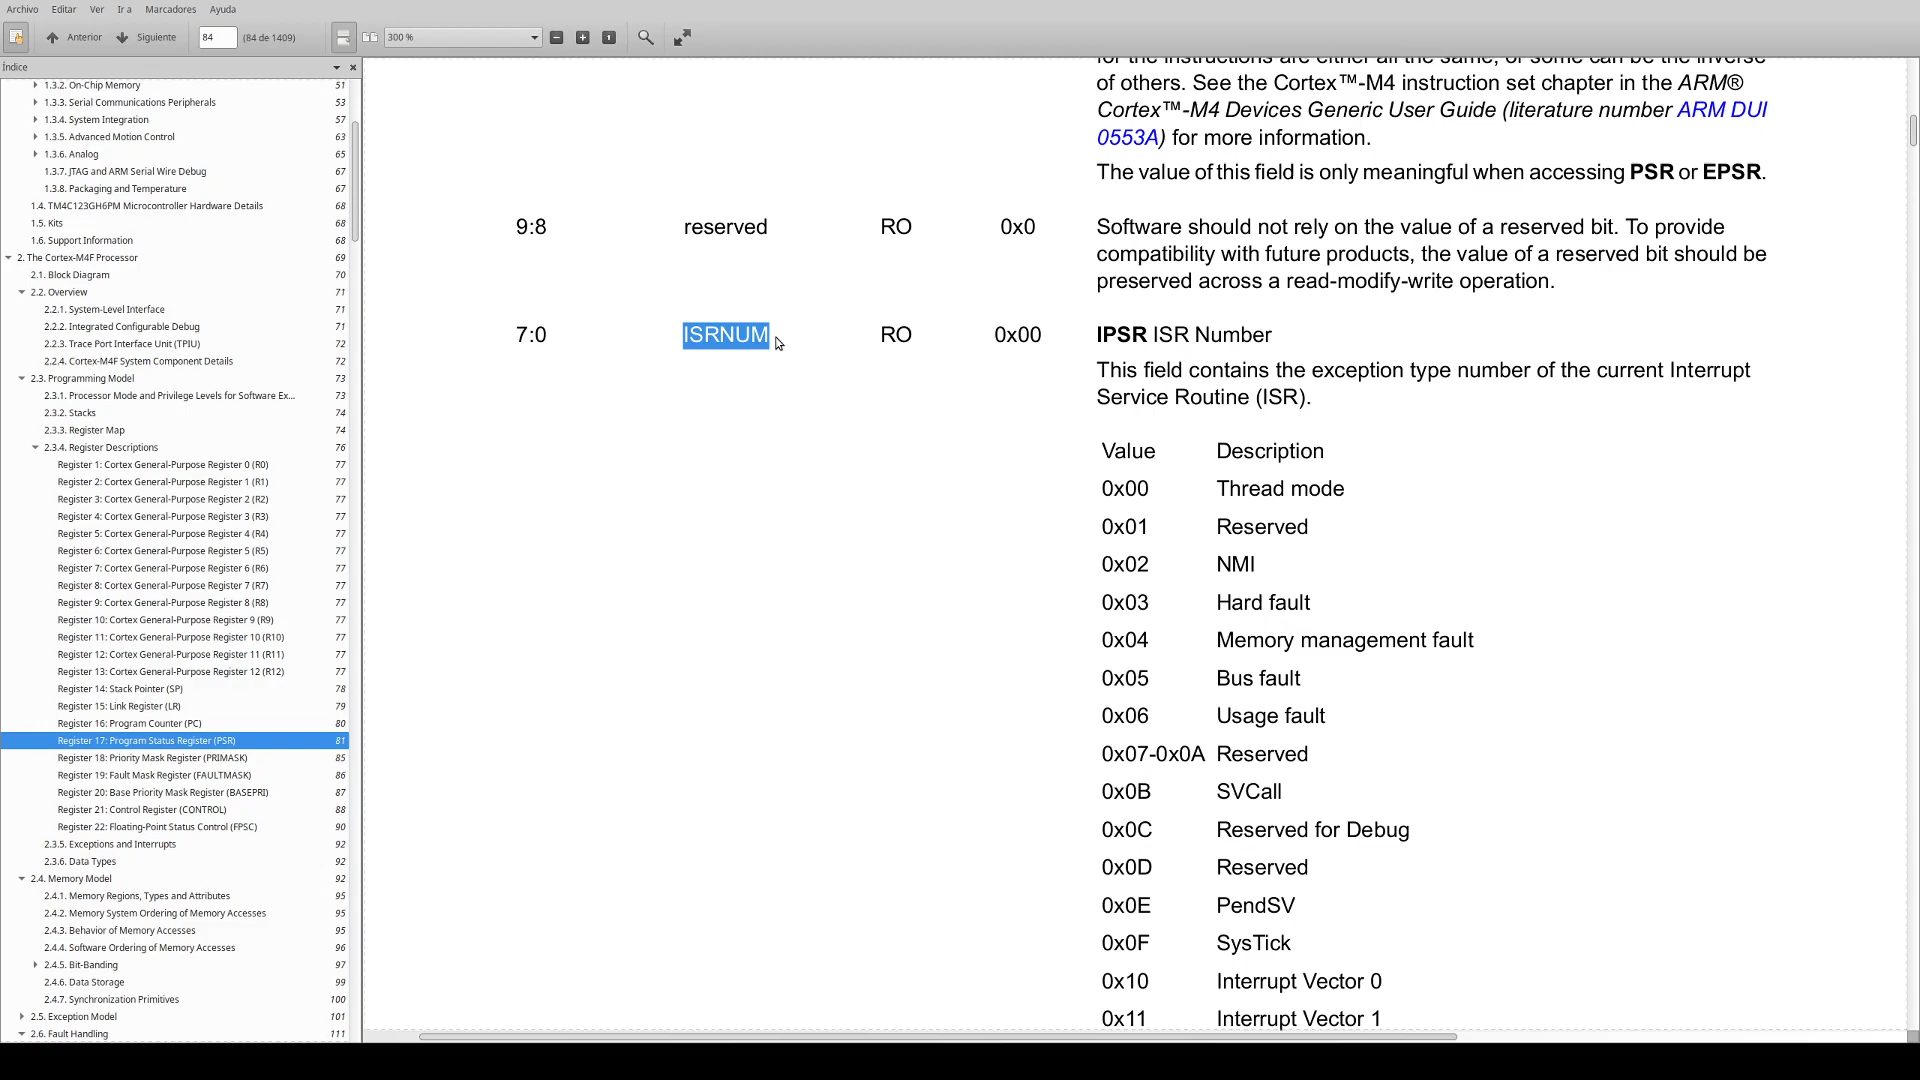 Archivo Editar Ver Ir a Marcadores Ayuda
Anterior Siguiente 84 (84 de 1409) 300 %
Índice
1.3.2. On-Chip Memory 51
1.3.3. Serial Communications Peripherals 53
1.3.4. System Integration 57
1.3.5. Advanced Motion Control 63
1.3.6. Analog 65
1.3.7. JTAG and ARM Serial Wire Debug 67
1.3.8. Packaging and Temperature 67
1.4. TM4C123GH6PM Microcontroller Hardware Details 68
1.5. Kits 68
1.6. Support Information 68
2. The Cortex-M4F Processor 69
2.1. Block Diagram 70
2.2. Overview 71
2.2.1. System-Level Interface 71
2.2.2. Integrated Configurable Debug 71
2.2.3. Trace Port Interface Unit (TPIU) 72
2.2.4. Cortex-M4F System Component Details 72
2.3. Programming Model 73
2.3.1. Processor Mode and Privilege Levels for Software Ex... 73
2.3.2. Stacks 74
2.3.3. Register Map 74
2.3.4. Register Descriptions 76
Register 1: Cortex General-Purpose Register 0 (R0) 77
Register 2: Cortex General-Purpose Register 1 (R1) 77
Register 3: Cortex General-Purpose Register 2 (R2) 77
Register 4: Cortex General-Purpose Register 3 (R3) 77
Register 5: Cortex General-Purpose Register 4 (R4) 77
Register 6: Cortex General-Purpose Register 5 (R5) 77
Register 7: Cortex General-Purpose Register 6 (R6) 77
Register 8: Cortex General-Purpose Register 7 (R7) 77
Register 9: Cortex General-Purpose Register 8 (R8) 77
Register 10: Cortex General-Purpose Register 9 (R9) 77
Register 11: Cortex General-Purpose Register 10 (R10) 77
Register 12: Cortex General-Purpose Register 11 (R11) 77
Register 13: Cortex General-Purpose Register 12 (R12) 77
Register 14: Stack Pointer (SP) 78
Register 15: Link Register (LR) 79
Register 16: Program Counter (PC) 80
Register 17: Program Status Register (PSR) 81
Register 18: Priority Mask Register (PRIMASK) 85
Register 19: Fault Mask Register (FAULTMASK) 86
Register 20: Base Priority Mask Register (BASEPRI) 87
Register 21: Control Register (CONTROL) 88
Register 22: Floating-Point Status Control (FPSC) 90
2.3.5. Exceptions and Interrupts 92
2.3.6. Data Types 92
2.4. Memory Model 92
2.4.1. Memory Regions, Types and Attributes 95
2.4.2. Memory System Ordering of Memory Accesses 95
2.4.3. Behavior of Memory Accesses 95
2.4.4. Software Ordering of Memory Accesses 96
2.4.5. Bit-Banding 97
2.4.6. Data Storage 99
2.4.7. Synchronization Primitives 100
2.5. Exception Model 101
2.6. Fault Handling 111
for the instructions are either all the same, or some can be the inverse
of others. See the Cortex™-M4 instruction set chapter in the ARM®
Cortex™-M4 Devices Generic User Guide (literature number ARM DUI
0553A) for more information.
The value of this field is only meaningful when accessing PSR or EPSR.
9:8 reserved RO 0x0 Software should not rely on the value of a reserved bit. To provide
compatibility with future products, the value of a reserved bit should be
preserved across a read-modify-write operation.
7:0 ISRNUM RO 0x00 IPSR ISR Number
This field contains the exception type number of the current Interrupt
Service Routine (ISR).
Value Description
0x00 Thread mode
0x01 Reserved
0x02 NMI
0x03 Hard fault
0x04 Memory management fault
0x05 Bus fault
0x06 Usage fault
0x07-0x0A Reserved
0x0B SVCall
0x0C Reserved for Debug
0x0D Reserved
0x0E PendSV
0x0F SysTick
0x10 Interrupt Vector 0
0x11 Interrupt Vector 1